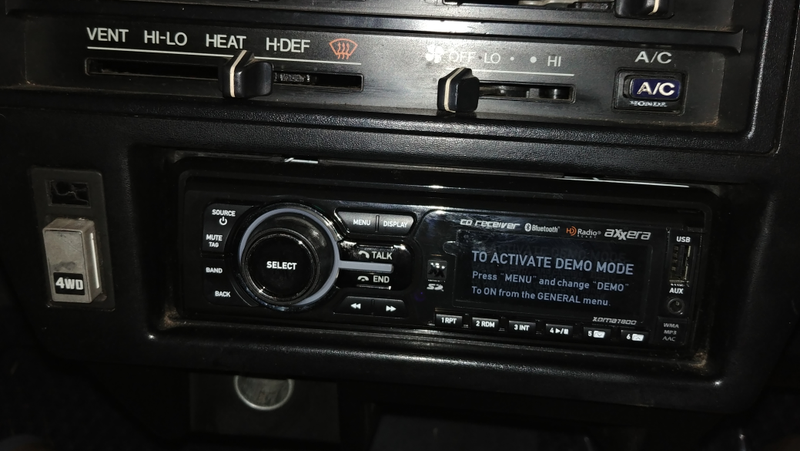 VENT HI-LO HEAT H·DEF
OFF · LO · • HI
A/C
A/C
SOURCE
MUTE
TAG
BAND
BACK
SELECT
MENU DISPLAY
TALK
END
CD receiver Bluetooth HD Radio axxera
USB
AUX
TO ACTIVATE DEMO MODE
Press "MENU" and change "DEMO"
To ON from the GENERAL menu.
XDMA7800
1 RPT 2 RDM 3 INT 4 5 6
WMA
MP3
AAC
4WD